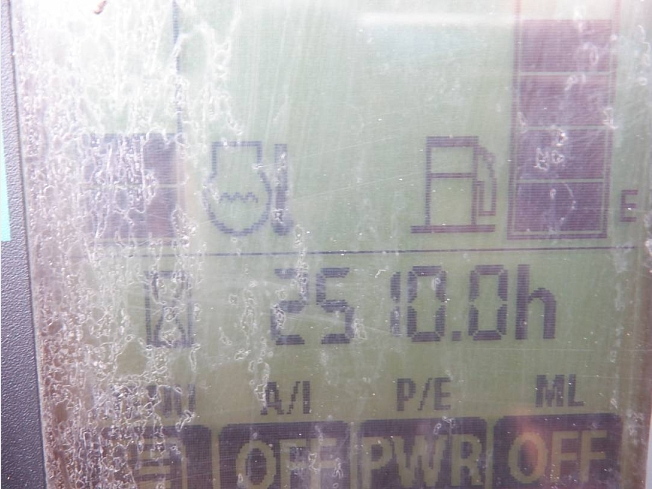 E
2510.0h
A/I P/E ML
OFF PWR OFF